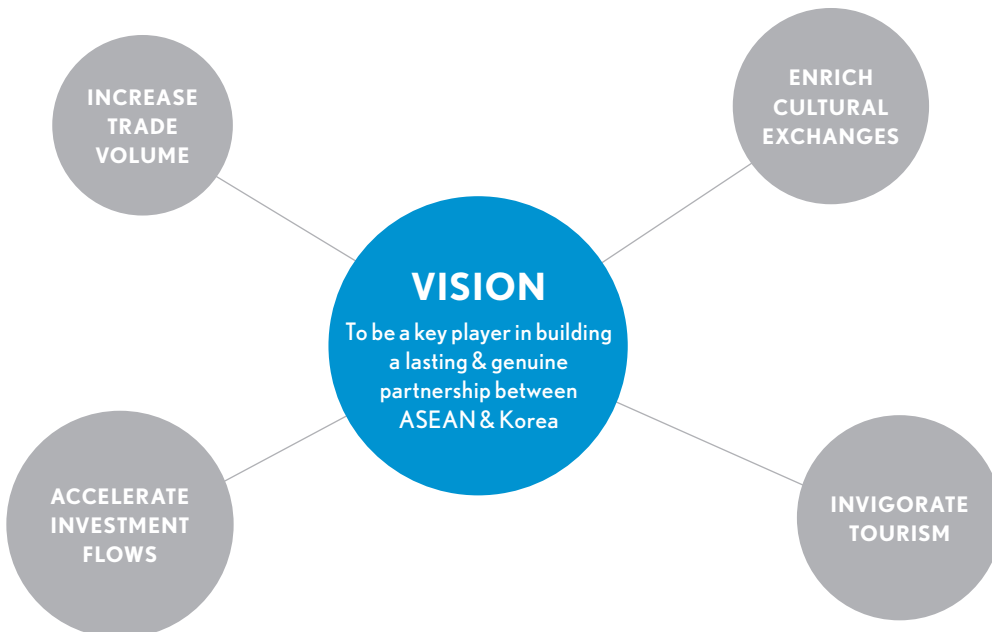 INCREASE
TRADE
VOLUME
ENRICH
CULTURAL
EXCHANGES
VISION
To be a key player in building
a lasting & genuine
partnership between
ASEAN & Korea
ACCELERATE
INVESTMENT
FLOWS
INVIGORATE
TOURISM